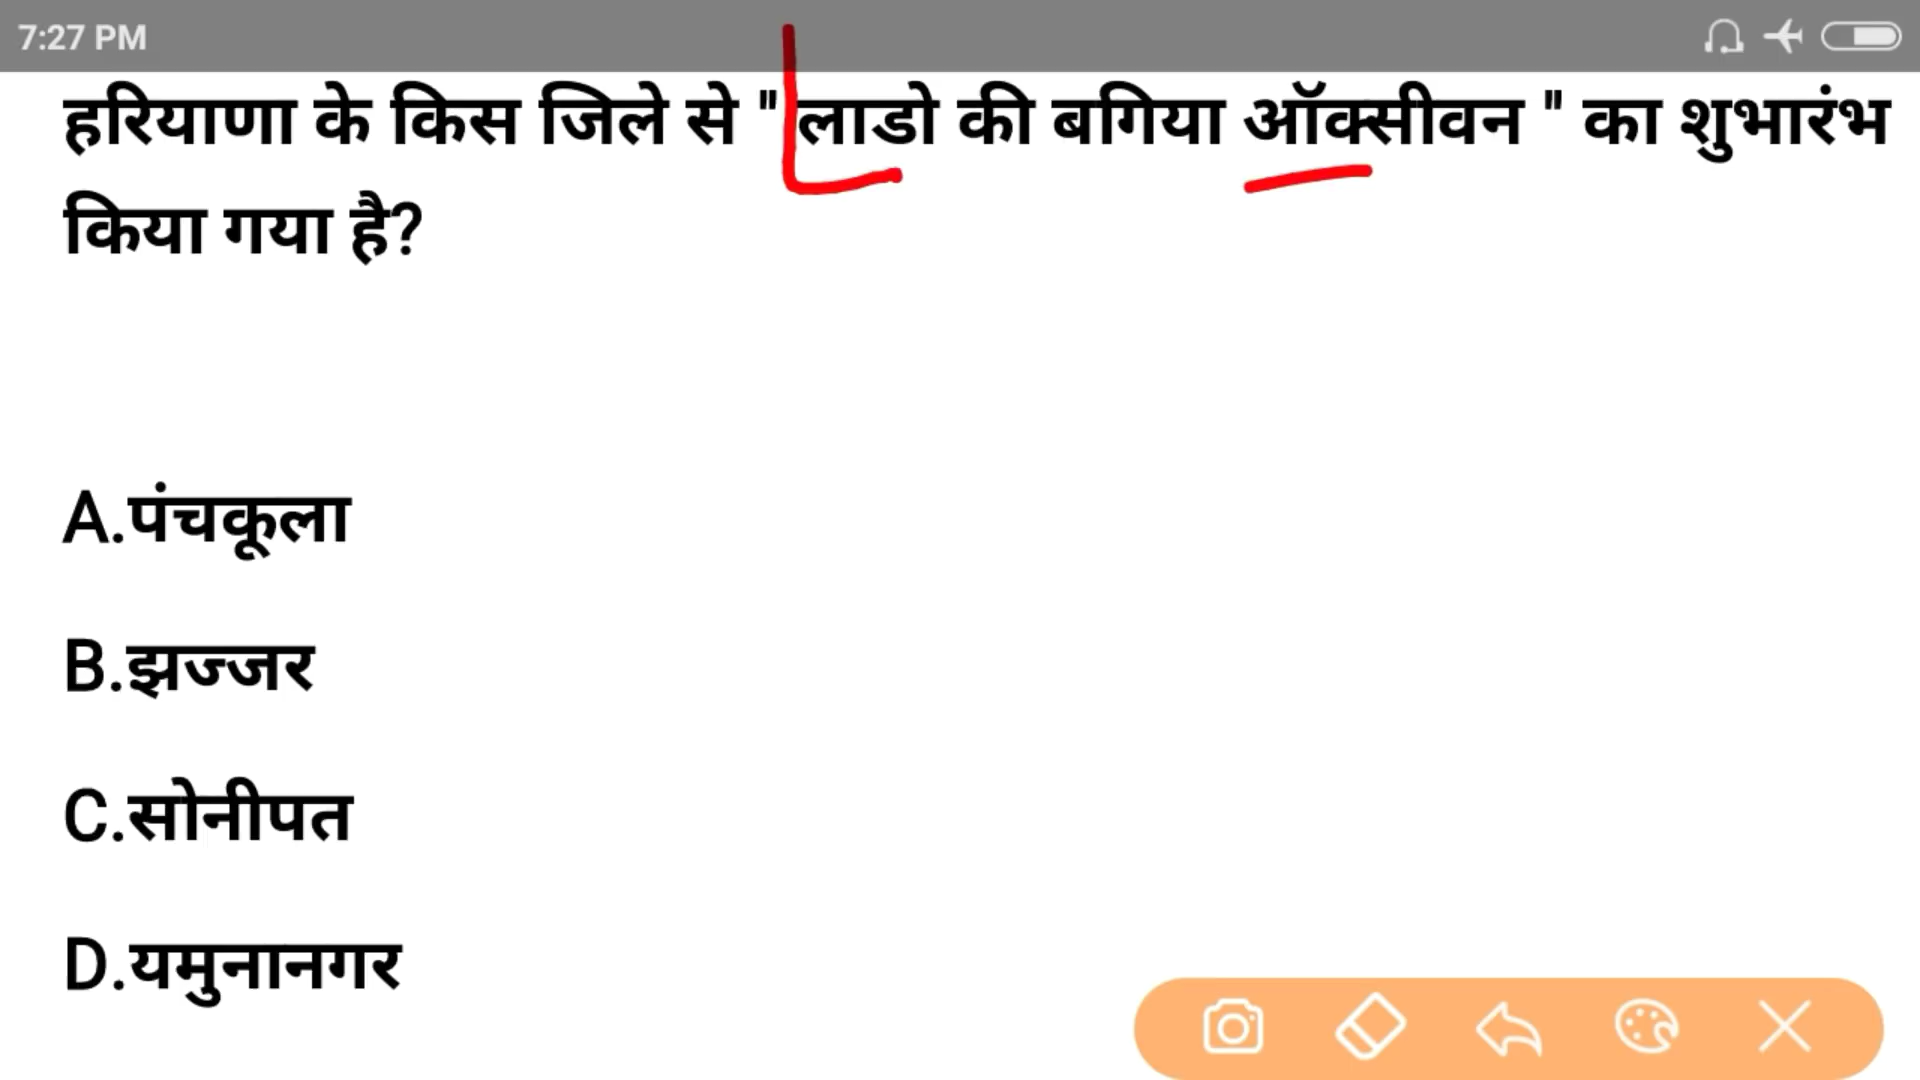 7:27 PM
हरियाणा के किस जिले से " लाडो की बगिया ऑक्सीवन " का शुभारंभ
किया गया है?
A.पंचकूला
B.झज्जर
C.सोनीपत
D.यमुनानगर